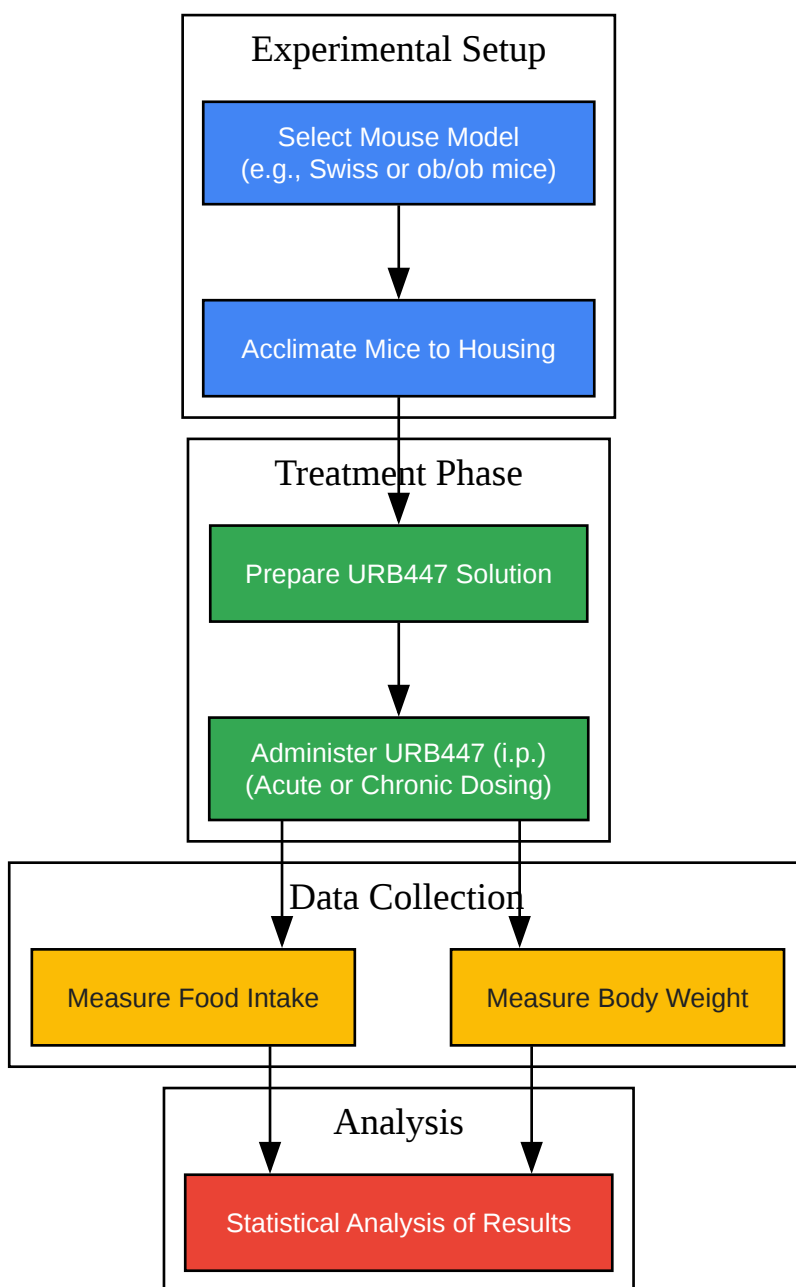 Experimental Setup
Select Mouse Model
(e.g., Swiss or ob/ob mice)
Acclimate Mice to Housing
Treatment Phase
Prepare URB447 Solution
Administer URB447 (i.p.)
(Acute or Chronic Dosing)
Data Collection
Measure Food Intake
Measure Body Weight
Analysis
Statistical Analysis of Results